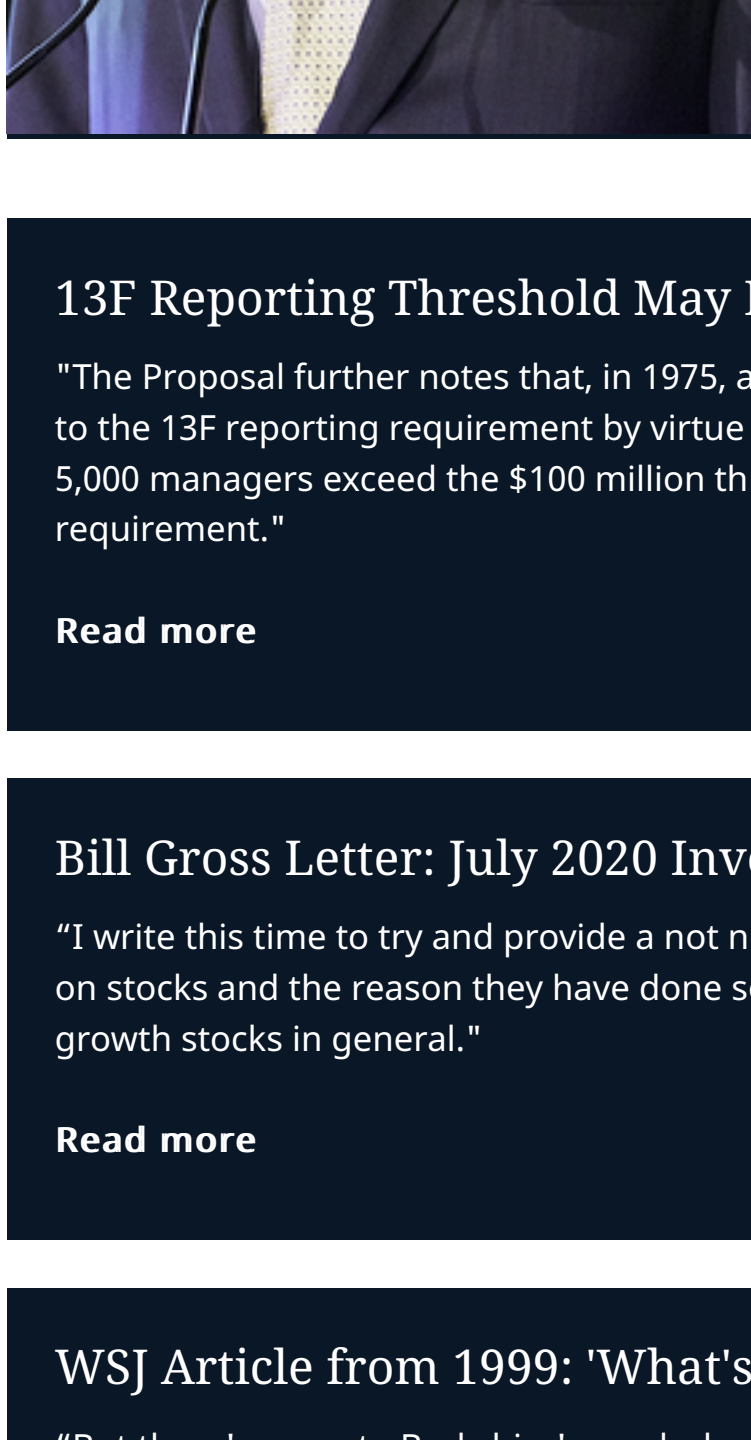 13F Reporting Threshold May
"The Proposal further notes that, in 1975, a
to the 13F reporting requirement by virtue
5,000 managers exceed the $100 million th
requirement."
Read more
Bill Gross Letter: July 2020 Inv
“I write this time to try and provide a not n
on stocks and the reason they have done s
growth stocks in general."
Read more
WSJ Article from 1999: 'What's